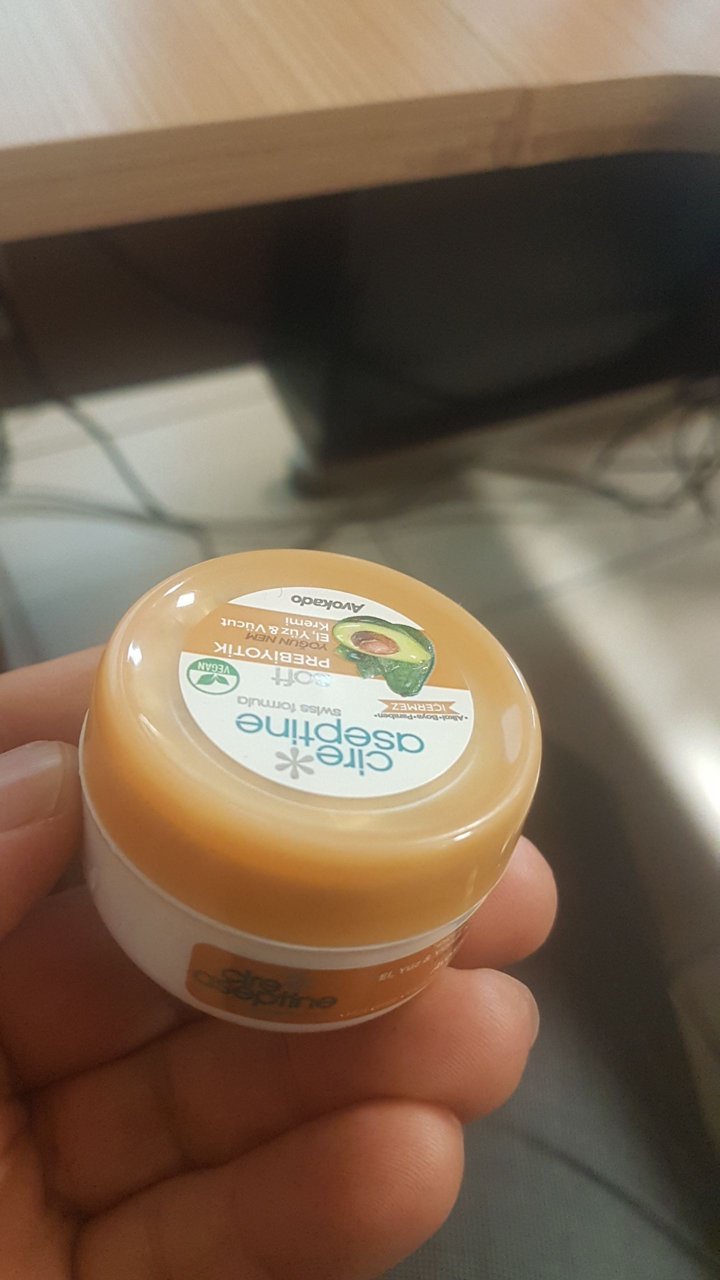 cire
aseptine
swiss formula
•Alkol•Boya•Paraben•
İÇERMEZ
soft
PREBİYOTİK
YOĞUN NEM
El, Yüz & Vücut
Kremi
VEGAN
Avokado
cire
aseptine